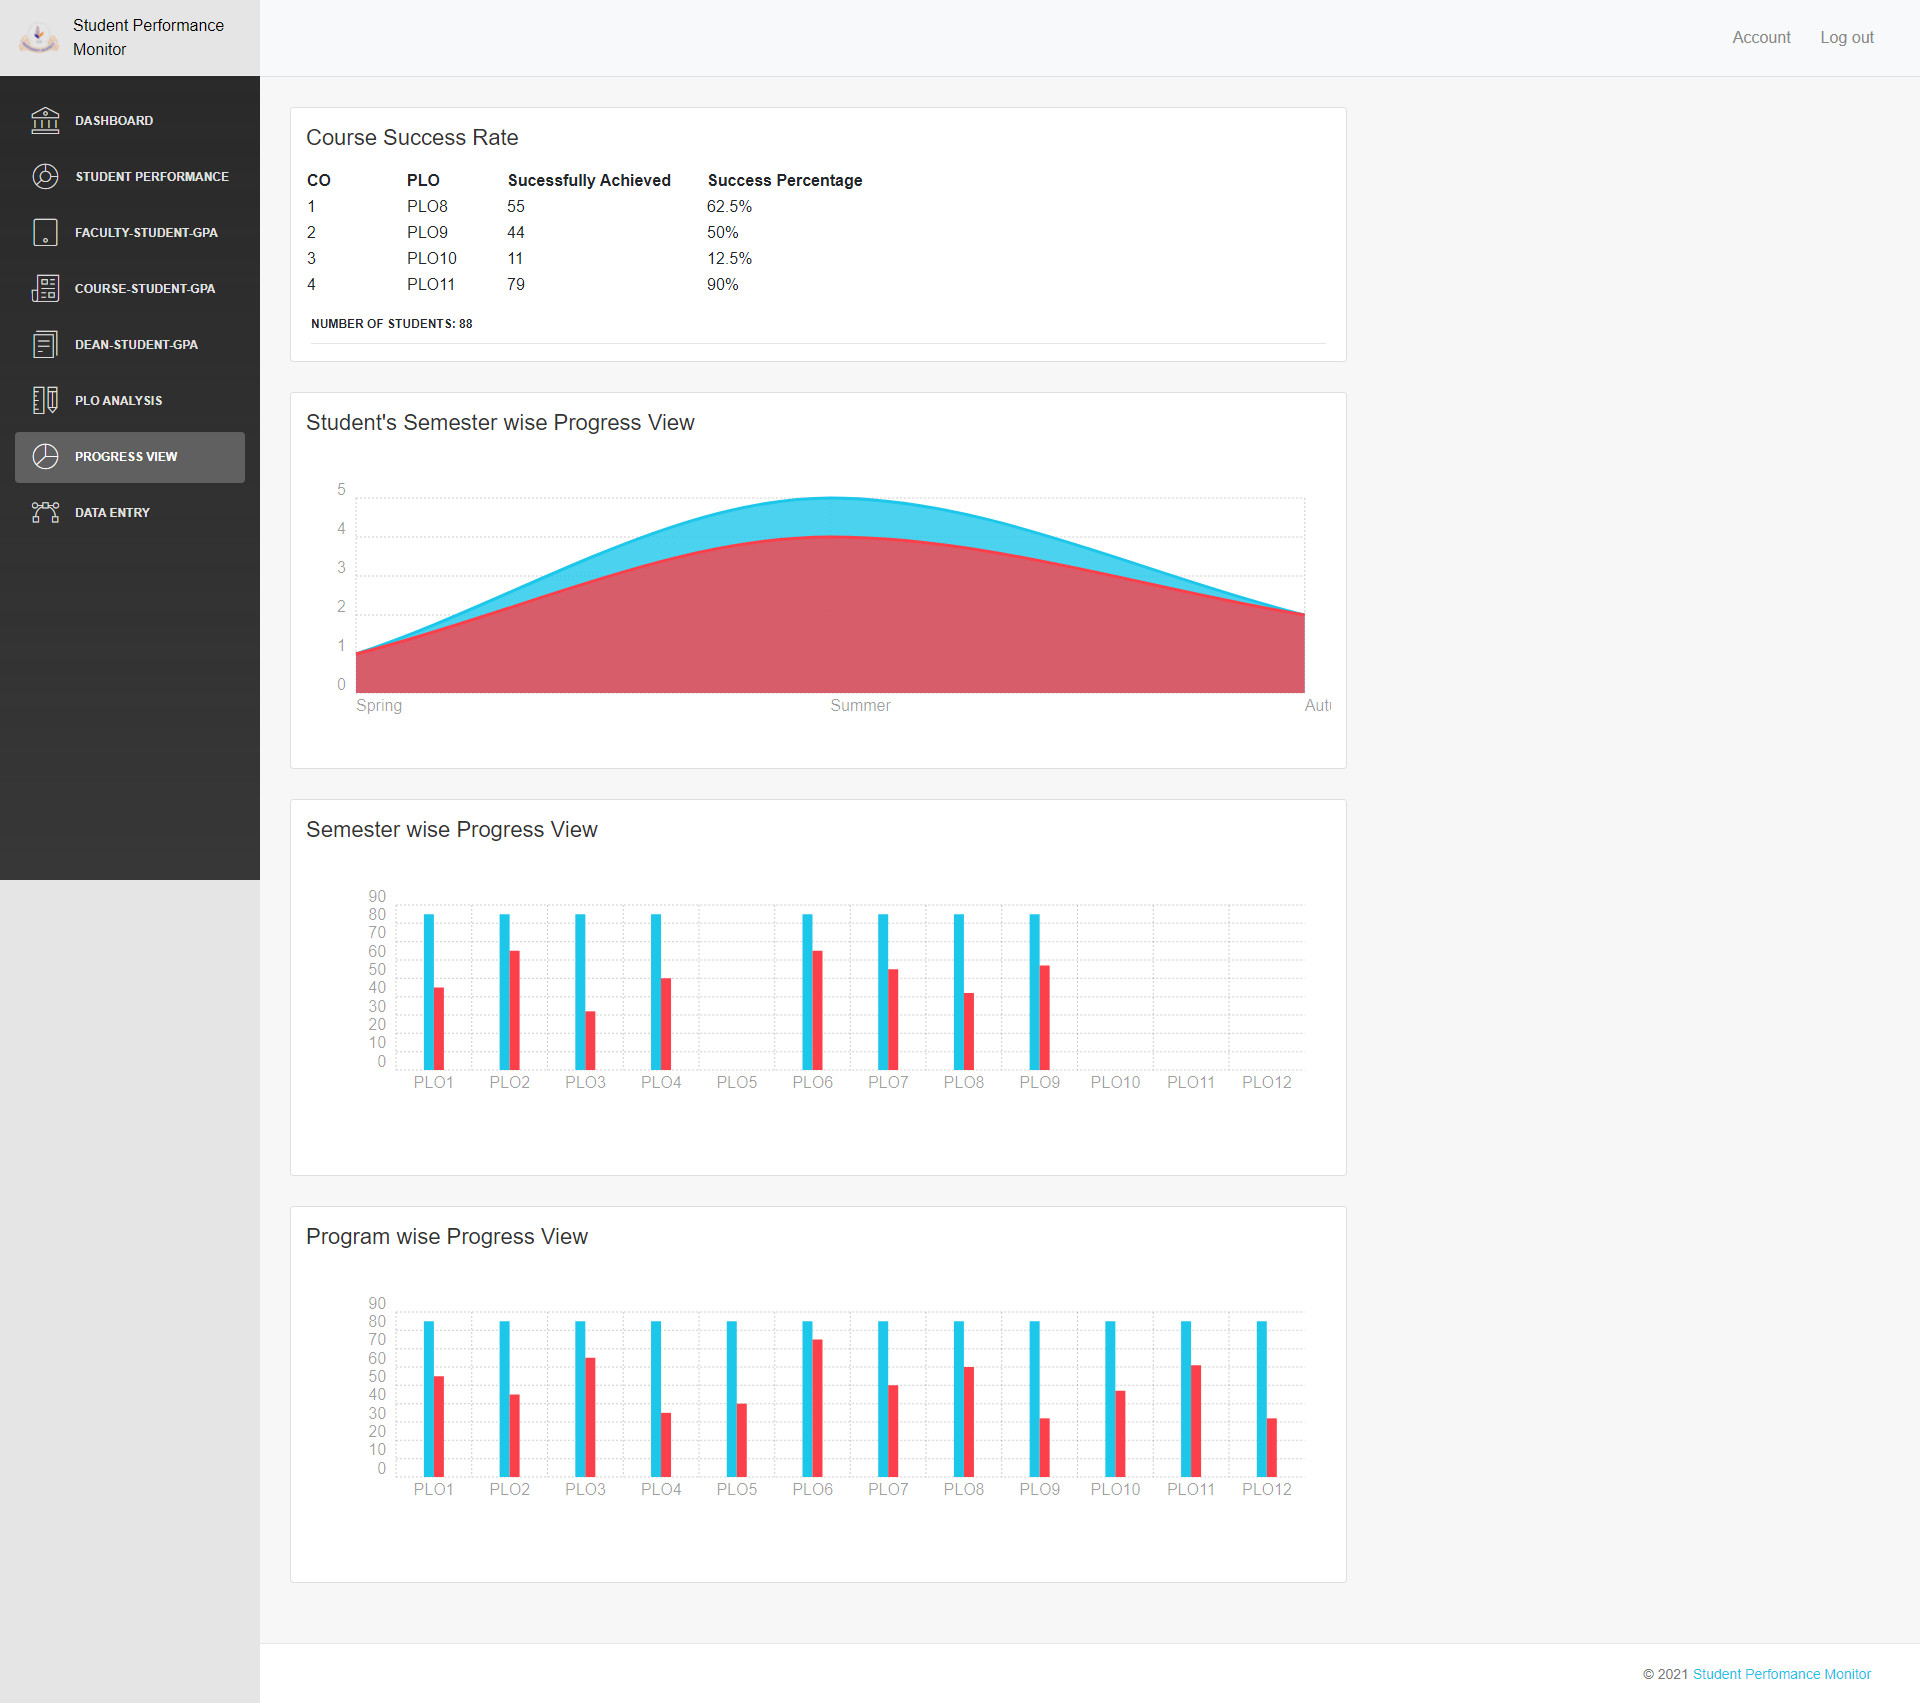 Student Performance
Monitor
Account Log out
DASHBOARD
STUDENT PERFORMANCE
FACULTY-STUDENT-GPA
COURSE-STUDENT-GPA
DEAN-STUDENT-GPA
PLO ANALYSIS
PROGRESS VIEW
DATA ENTRY
Course Success Rate
CO PLO Sucessfully Achieved Success Percentage
1 PLO8 55 62.5%
2 PLO9 44 50%
3 PLO10 11 12.5%
4 PLO11 79 90%
NUMBER OF STUDENTS: 88
Student's Semester wise Progress View
5
4
3
2
1
0
Spring Summer Aut
Semester wise Progress View
90
80
70
60
50
40
30
20
10
0
PLO1 PLO2 PLO3 PLO4 PLO5 PLO6 PLO7 PLO8 PLO9 PLO10 PLO11 PLO12
Program wise Progress View
90
80
70
60
50
40
30
20
10
0
PLO1 PLO2 PLO3 PLO4 PLO5 PLO6 PLO7 PLO8 PLO9 PLO10 PLO11 PLO12
© 2021 Student Perfomance Monitor